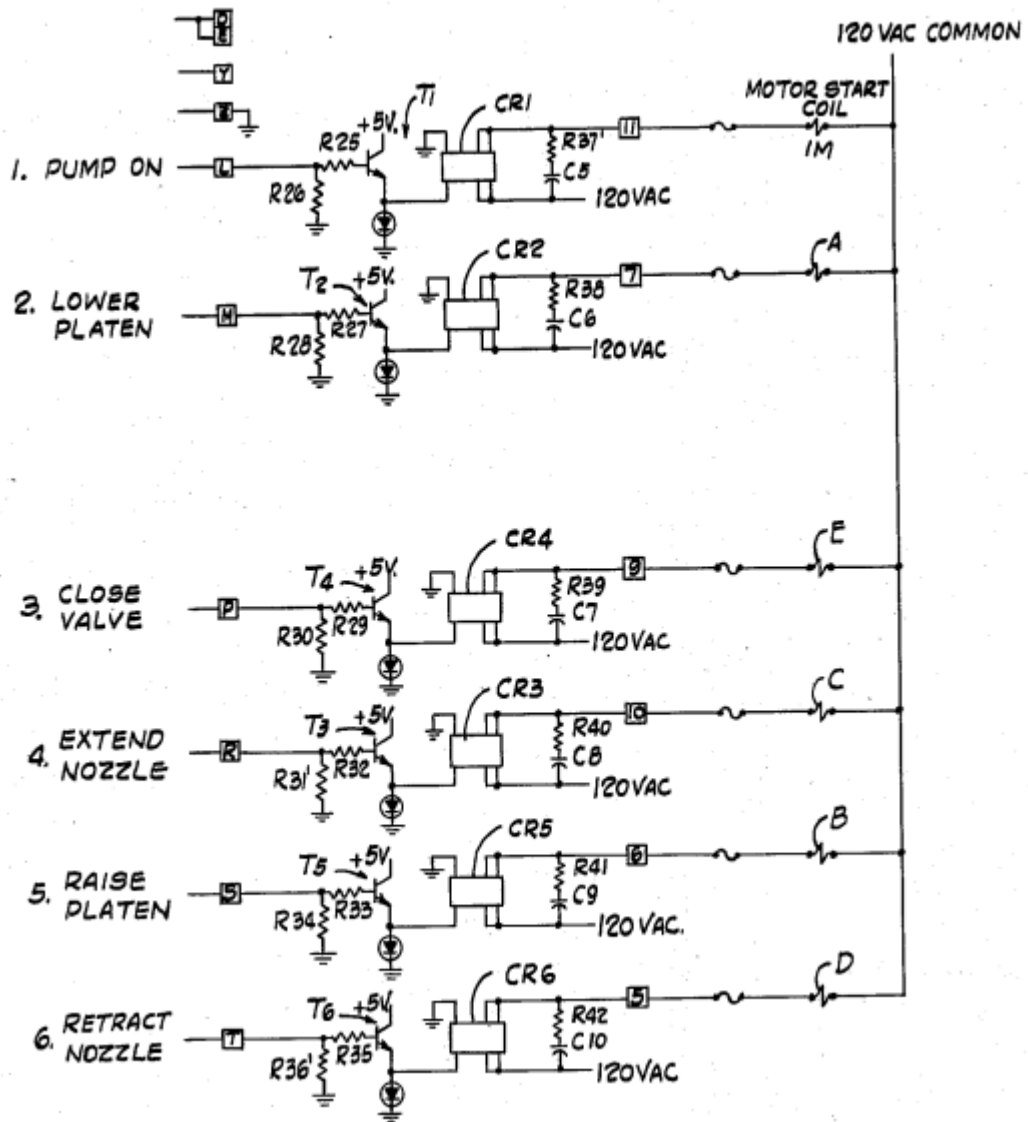 120 VAC COMMON
Y
MOTOR START
COIL
1M
T1
CR1
+5V.
R25
11
R37'
C5
1. PUMP ON
L
R26
120VAC
CR2
A
T2
+5V.
7
R38
C6
2. LOWER
PLATEN
M
R27
R28
120VAC
CR4
E
T4
+5V.
9
R39
C7
3. CLOSE
VALVE
P
R29
R30
120VAC
CR3
C
T3
+5V.
10
R40
C8
4. EXTEND
NOZZLE
R
R32
R31'
120VAC
CR5
B
T5
+5V.
6
R41
C9
5. RAISE
PLATEN
S
R33
R34
120VAC.
CR6
D
T6
+5V.
5
R42
C10
6. RETRACT
NOZZLE
T
R35
R36'
120VAC